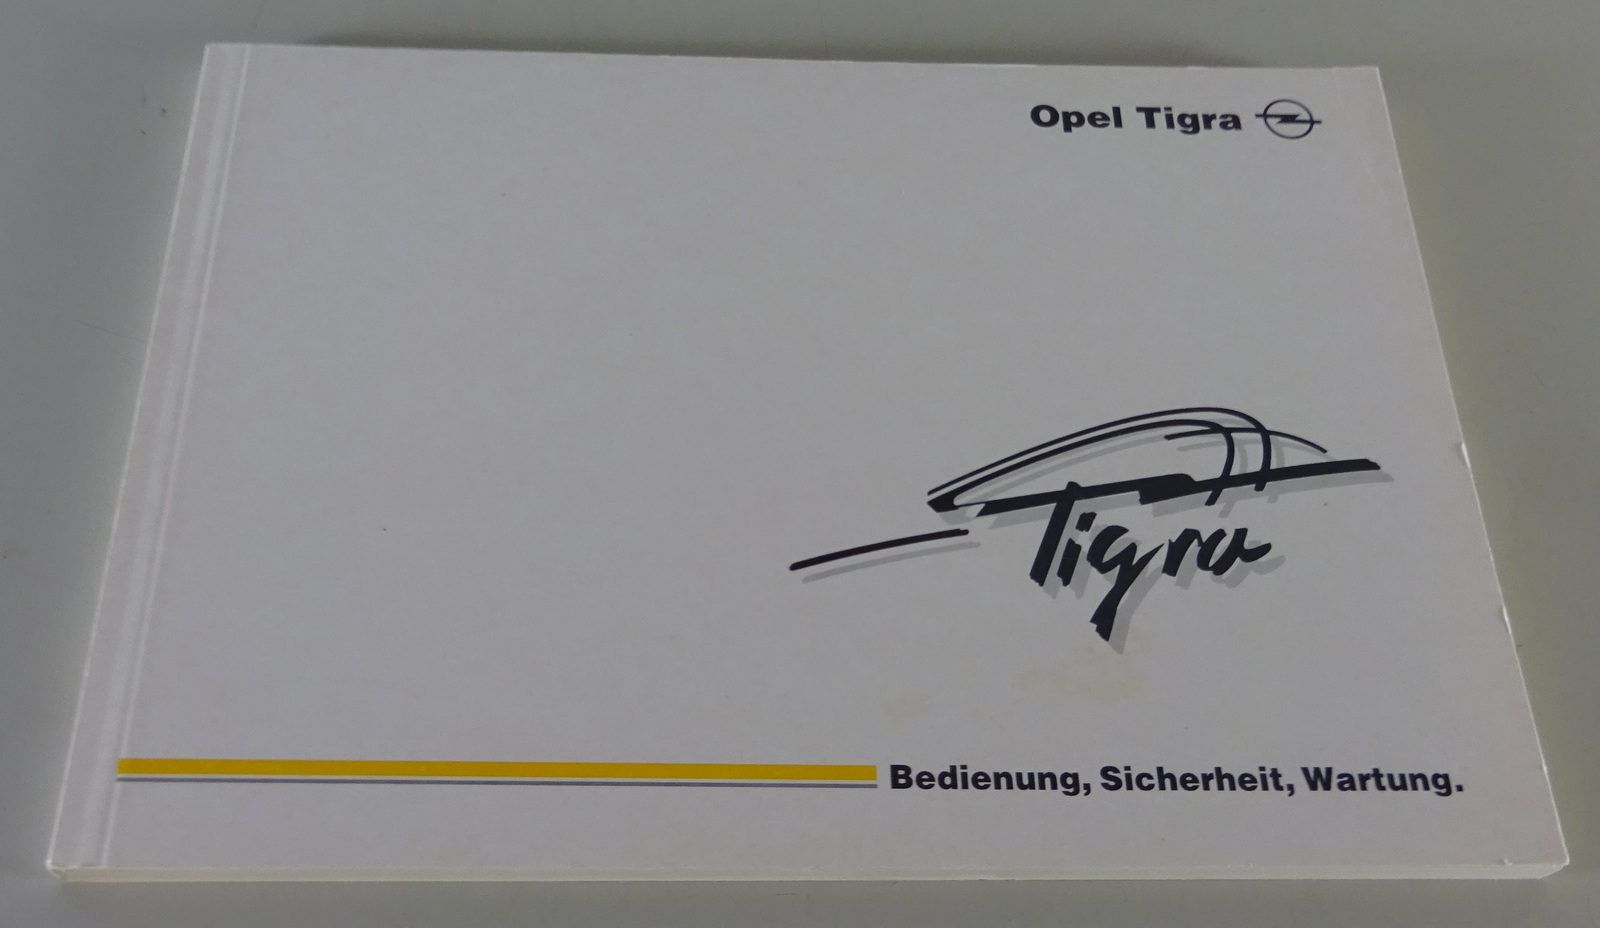 Opel Tigra
Tigra
Bedienung, Sicherheit, Wartung.